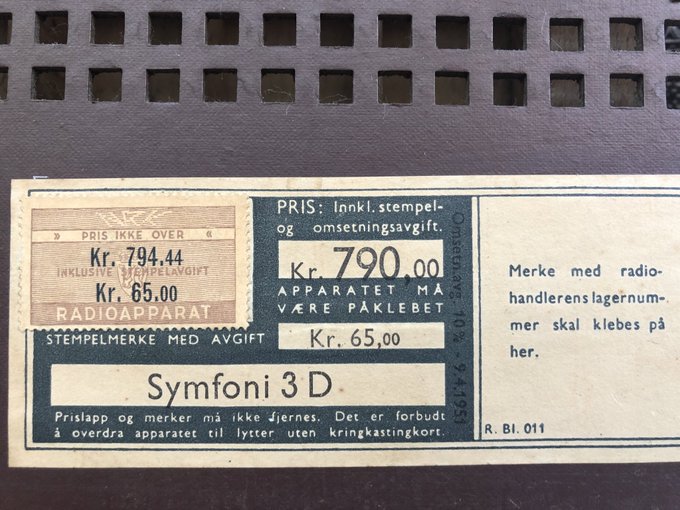 » PRIS IKKE OVER «
Kr. 794.44
INKLUSIVE STEMPELAVGIFT
Kr. 65.00
RADIOAPPARAT
PRIS: Innkl. stempel-
og omsetningsavgift.
Kr. 790,00
APPARATET MÅ
VÆRE PÅKLEBET
STEMPELMERKE MED AVGIFT
Kr. 65,00
Symfoni 3 D
Prislapp og merker må ikke fjernes. Det er forbudt
å overdra apparatet til lytter uten kringkastingkort.
Omsetn.avg. 10% - 9.4.1951
Merke med radio-
handlerens lagernum-
mer skal klebes på
her.
R. Bl. 011